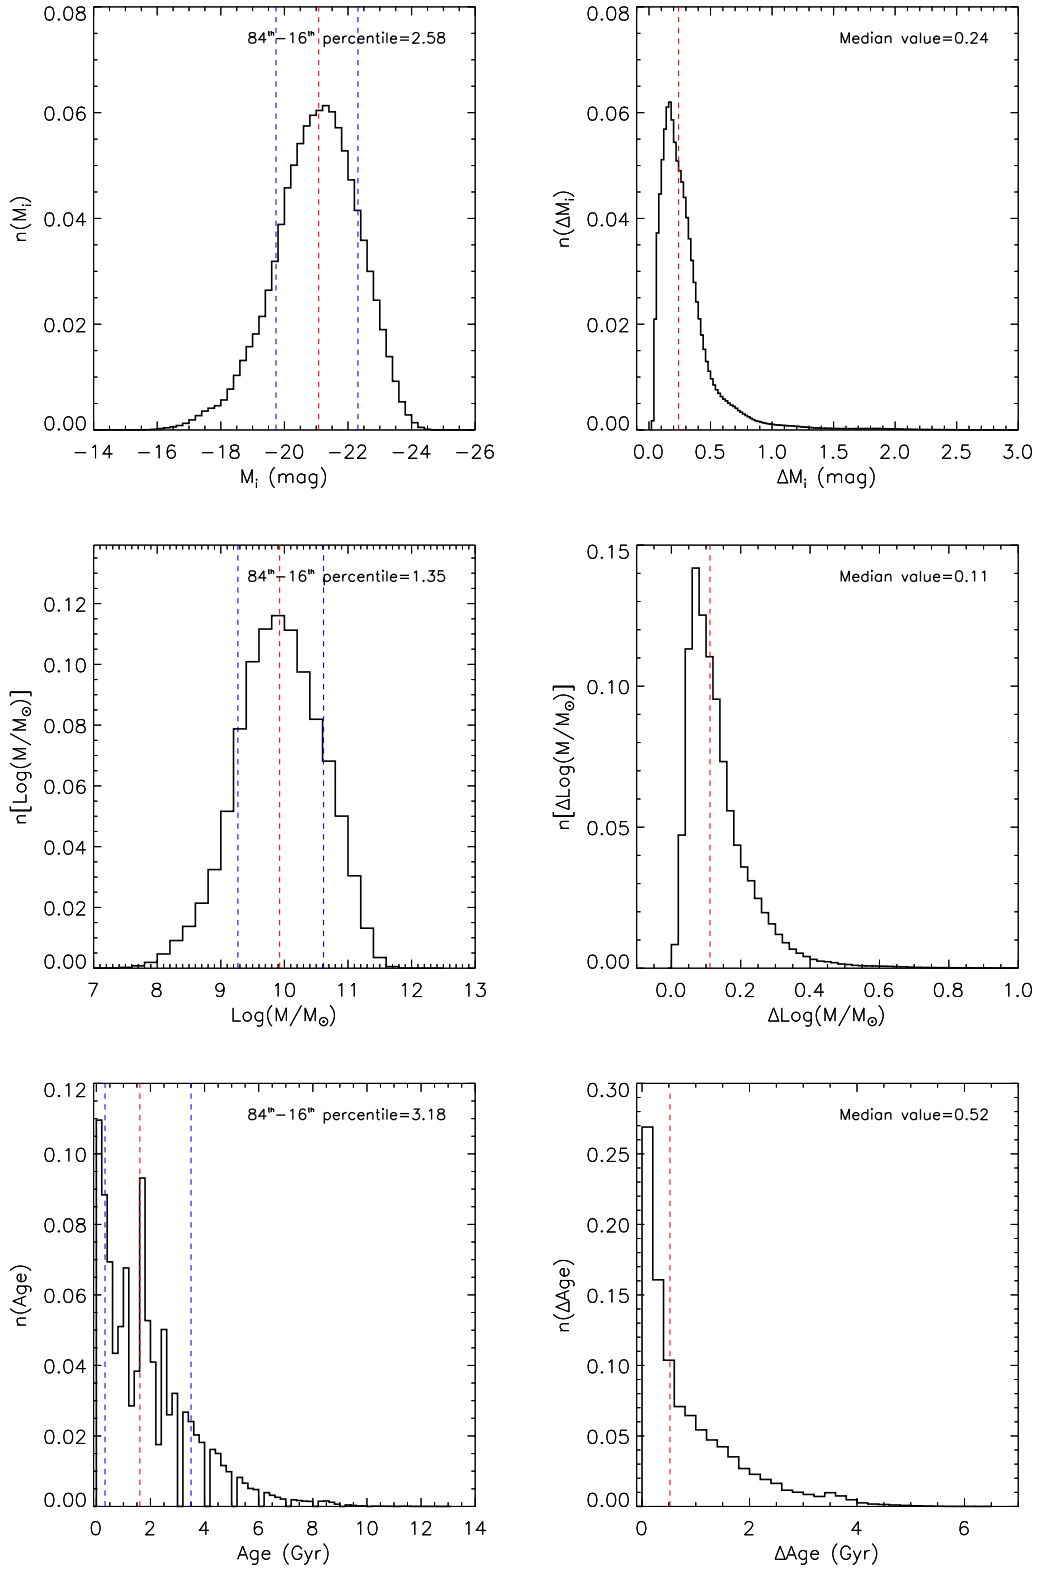 84th−16th percentile=2.58
n(Mi)
0.08
0.06
0.04
0.02
0.00
−14 −16 −18 −20 −22 −24 −26
Mi (mag)
Median value=0.24
n(ΔMi)
0.08
0.06
0.04
0.02
0.00
0.0 0.5 1.0 1.5 2.0 2.5 3.0
ΔMi (mag)
84th−16th percentile=1.35
n[Log(M/M⊙)]
0.12
0.10
0.08
0.06
0.04
0.02
0.00
7 8 9 10 11 12 13
Log(M/M⊙)
Median value=0.11
n[ΔLog(M/M⊙)]
0.15
0.10
0.05
0.00
0.0 0.2 0.4 0.6 0.8 1.0
ΔLog(M/M⊙)
84th−16th percentile=3.18
n(Age)
0.12
0.10
0.08
0.06
0.04
0.02
0.00
0 2 4 6 8 10 12 14
Age (Gyr)
Median value=0.52
n(ΔAge)
0.30
0.25
0.20
0.15
0.10
0.05
0.00
0 2 4 6
ΔAge (Gyr)